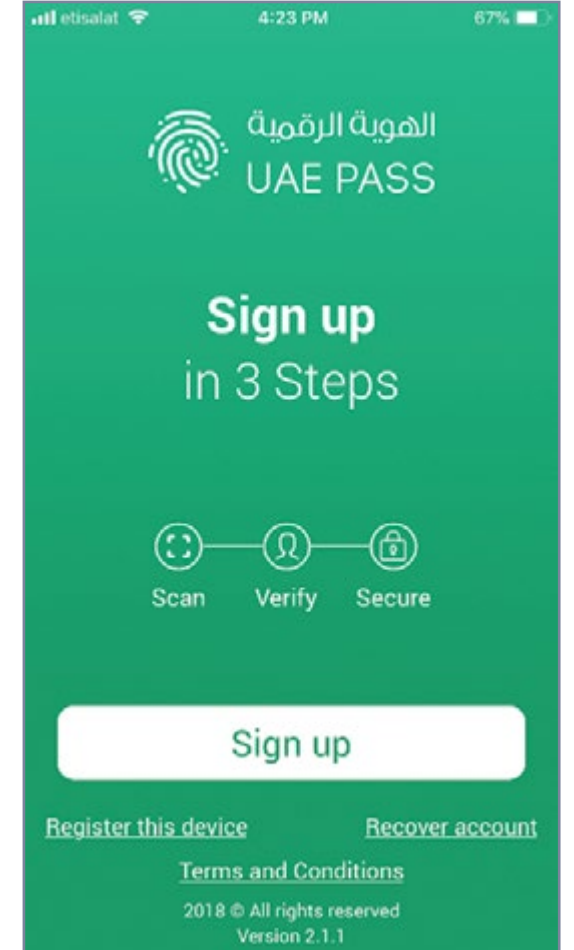 etisalat 4:23 PM 67%
الهوية الرقمية
UAE PASS
Sign up
in 3 Steps
Scan Verify Secure
Sign up
Register this device Recover account
Terms and Conditions
2018 © All rights reserved
Version 2.1.1